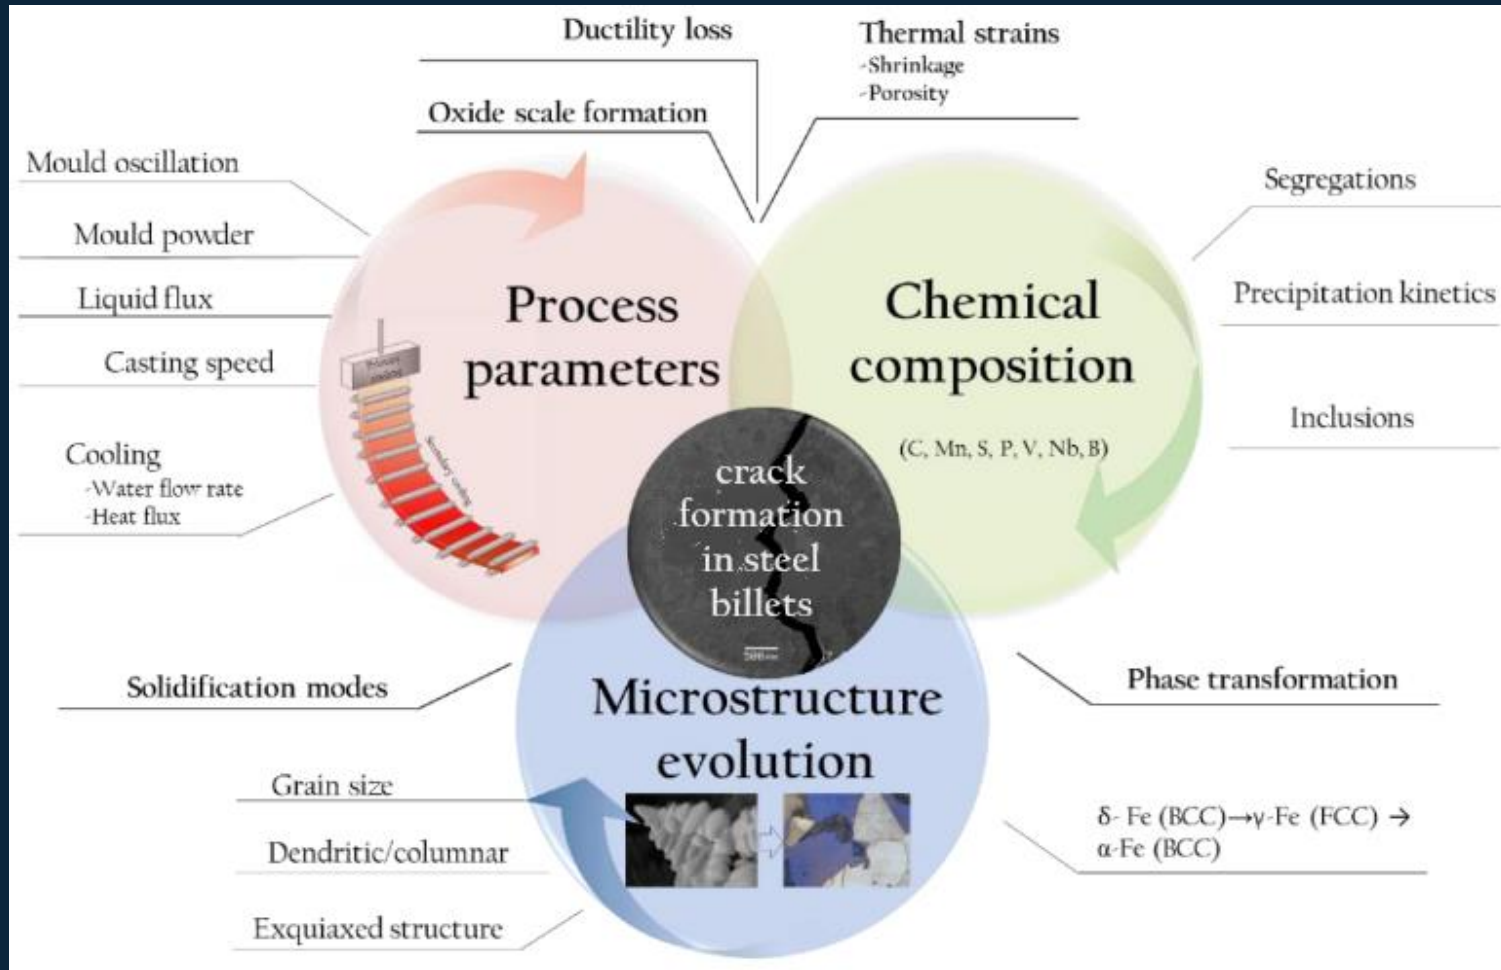 Ductility loss
Thermal strains
-Shrinkage
-Porosity
Oxide scale formation
Mould oscillation
Mould powder
Liquid flux
Casting speed
Cooling
-Water flow rate
-Heat flux
Process
parameters
Secondary cooling
Chemical
composition
(C, Mn, S, P, V, Nb, B)
Segregations
Precipitation kinetics
Inclusions
crack
formation
in steel
billets
Solidification modes
Phase transformation
Microstructure
evolution
Grain size
Dendritic/columnar
Exquiaxed structure
δ- Fe (BCC)→γ-Fe (FCC) →
α-Fe (BCC)